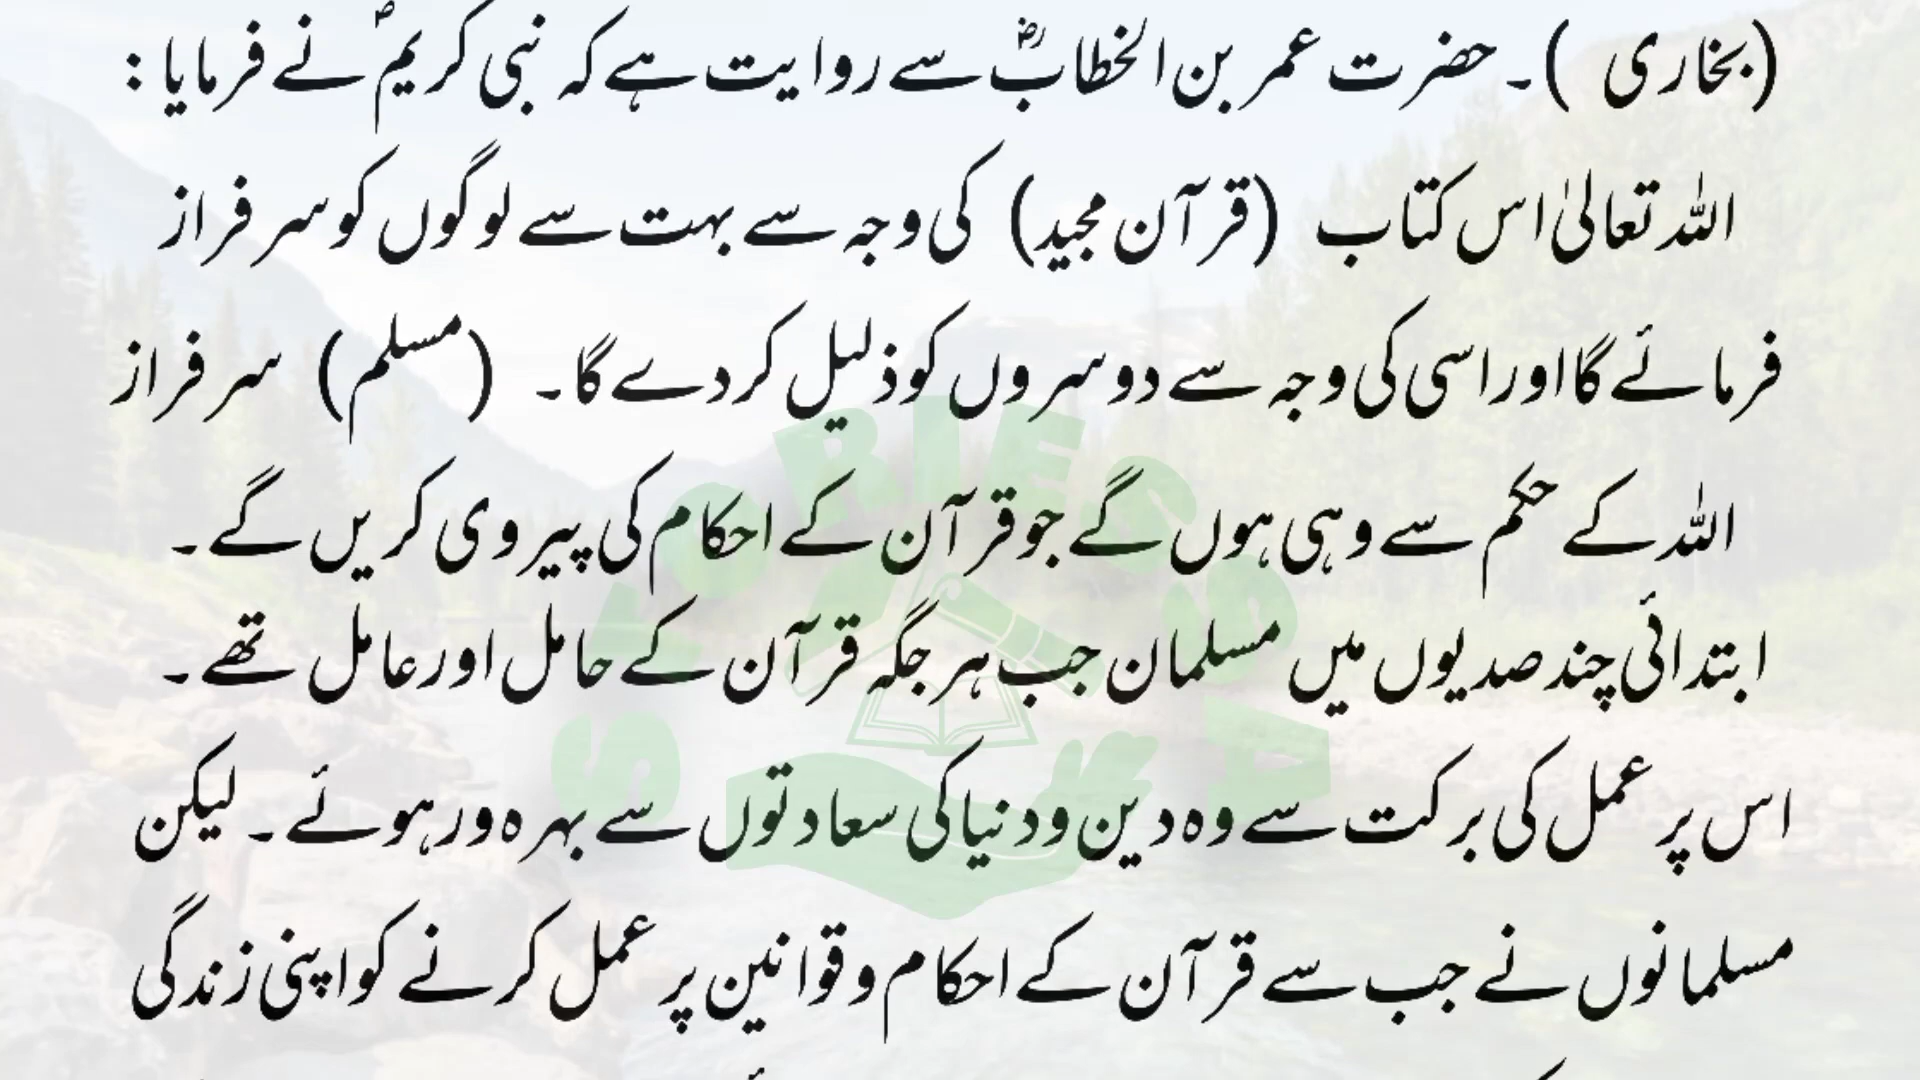 (بخاری )۔ حضرت عمر بن الخطابؓ سے روایت ہے کہ نبی کریمؐ نے فرمایا :
اللہ تعالیٰ اس کتاب (قرآن مجید) کی وجہ سے بہت سے لوگوں کو سرفراز
فرمائے گا اور اسی کی وجہ سے دوسروں کو ذلیل کر دے گا۔ (مسلم) سرفراز
اللہ کے حکم سے وہی ہوں گے جو قرآن کے احکام کی پیروی کریں گے۔
ابتدائی چند صدیوں میں مسلمان جب ہر جگہ قرآن کے حامل اور عامل تھے۔
اس پر عمل کی برکت سے وہ دین و دنیا کی سعادتوں سے بہرہ ور ہوئے۔ لیکن
مسلمانوں نے جب سے قرآن کے احکام و قوانین پر عمل کرنے کو اپنی زندگی